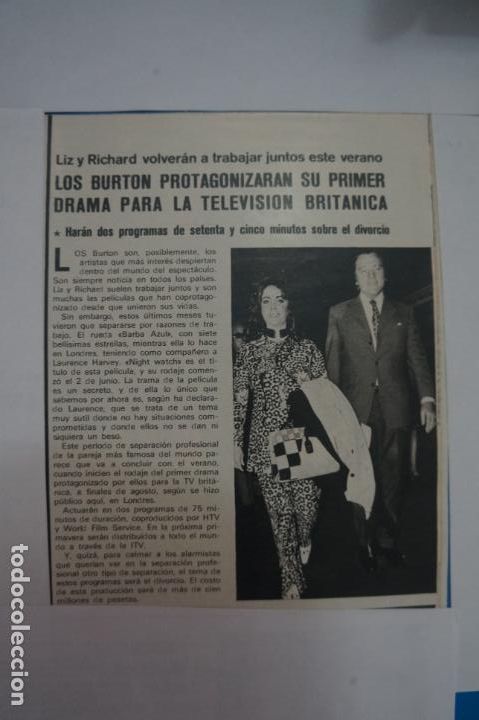 Liz y Richard volverán a trabajar juntos este verano
LOS BURTON PROTAGONIZARAN SU PRIMER
DRAMA PARA LA TELEVISION BRITANICA
★ Harán dos programas de setenta y cinco minutos sobre el divorcio
LOS Burton son, posiblemente, los
artistas que más interés despiertan
dentro del mundo del espectáculo.
Son siempre noticia en todos los países.
Liz y Richard suelen trabajar juntos y son
muchas las películas que han coprotago-
nizado desde que unieron sus vidas.
Sin embargo, estos últimos meses tu-
vieron que separarse por razones de tra-
bajo. El rueda «Barba Azul», con siete
bellísimas estrellas, mientras ella lo hace
en Londres, teniendo como compañero a
Laurence Harvey. «Night watch» es el tí-
tulo de esta película, y su rodaje comen-
zó el 2 de junio. La trama de la película
es un secreto, y de ella lo único que
sabemos por ahora es, según ha declara-
do Laurence, que se trata de un tema
muy sutil donde no hay situaciones com-
prometidas y donde ellos no se dan ni
siquiera un beso.
Este período de separación profesional
de la pareja más famosa del mundo pa-
rece que va a concluir con el verano,
cuando inicien el rodaje del primer drama
protagonizado por ellos para la TV britá-
nica, a finales de agosto, según se hizo
público aquí, en Londres.
Actuarán en dos programas de 75 mi-
nutos de duración, coproducidos por HTV
y World Film Service. En la próxima pri-
mavera serán distribuidos a todo el mun-
do a través de la ITV.
Y, quizá, para calmar a los alarmistas
que querían ver en la separación profe-
sional otro tipo de separación, el tema de
estos programas será el divorcio. El costo
de esta producción será de más de cien
millones de pesetas.
todocoleccion